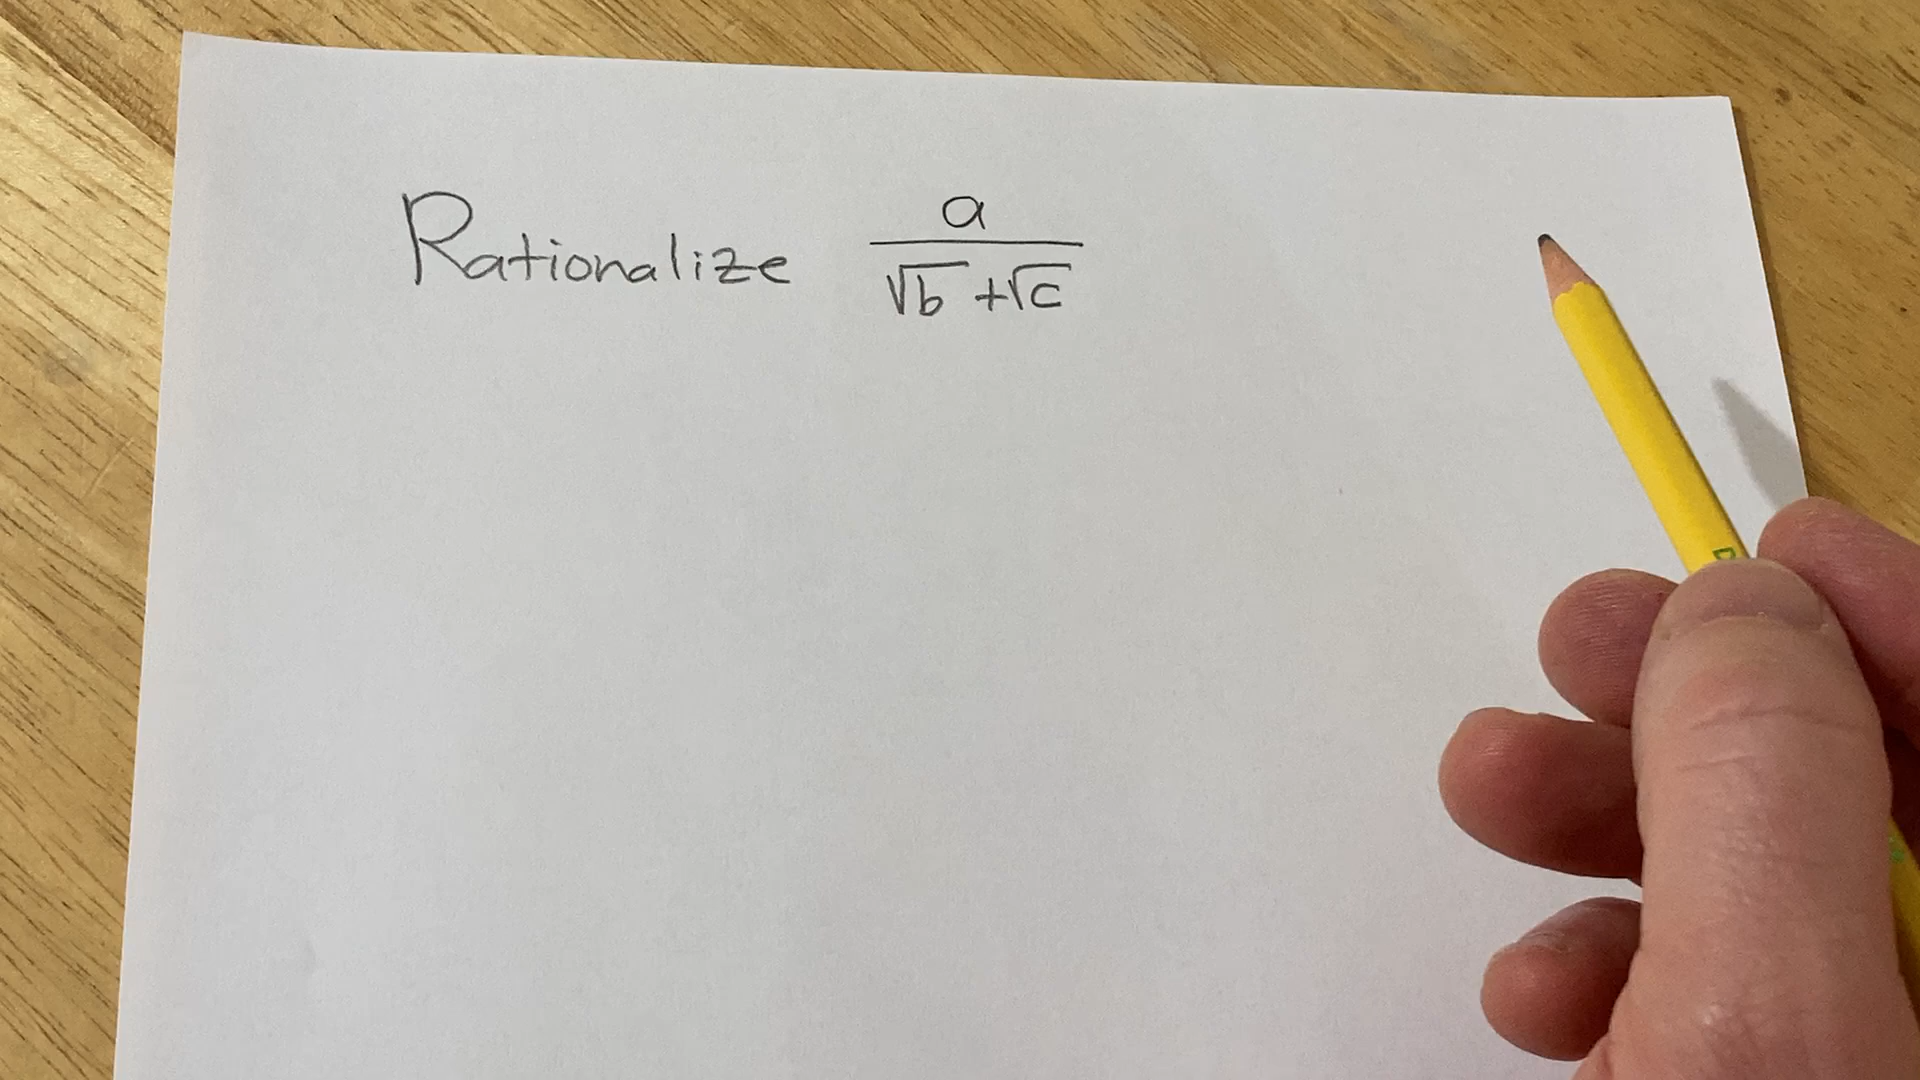 Rationalize a/(√b + √c)